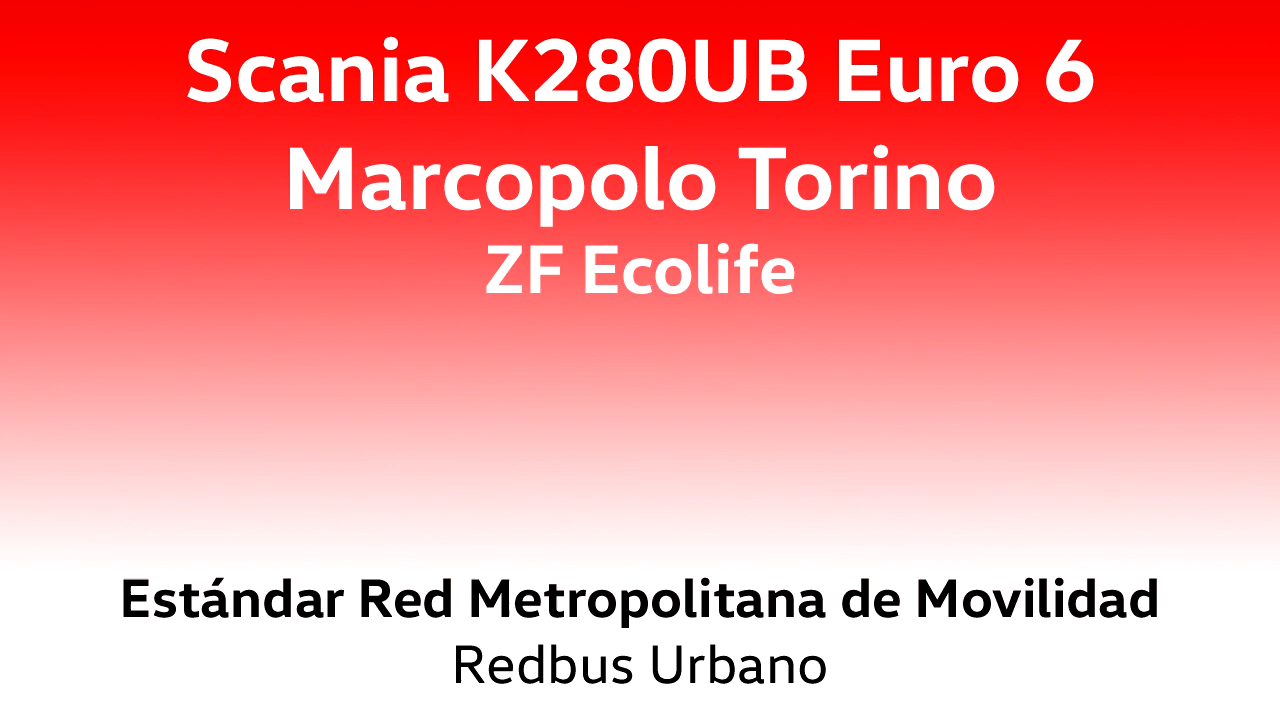 Scania K280UB Euro 6
Marcopolo Torino
ZF Ecolife
Estándar Red Metropolitana de Movilidad
Redbus Urbano